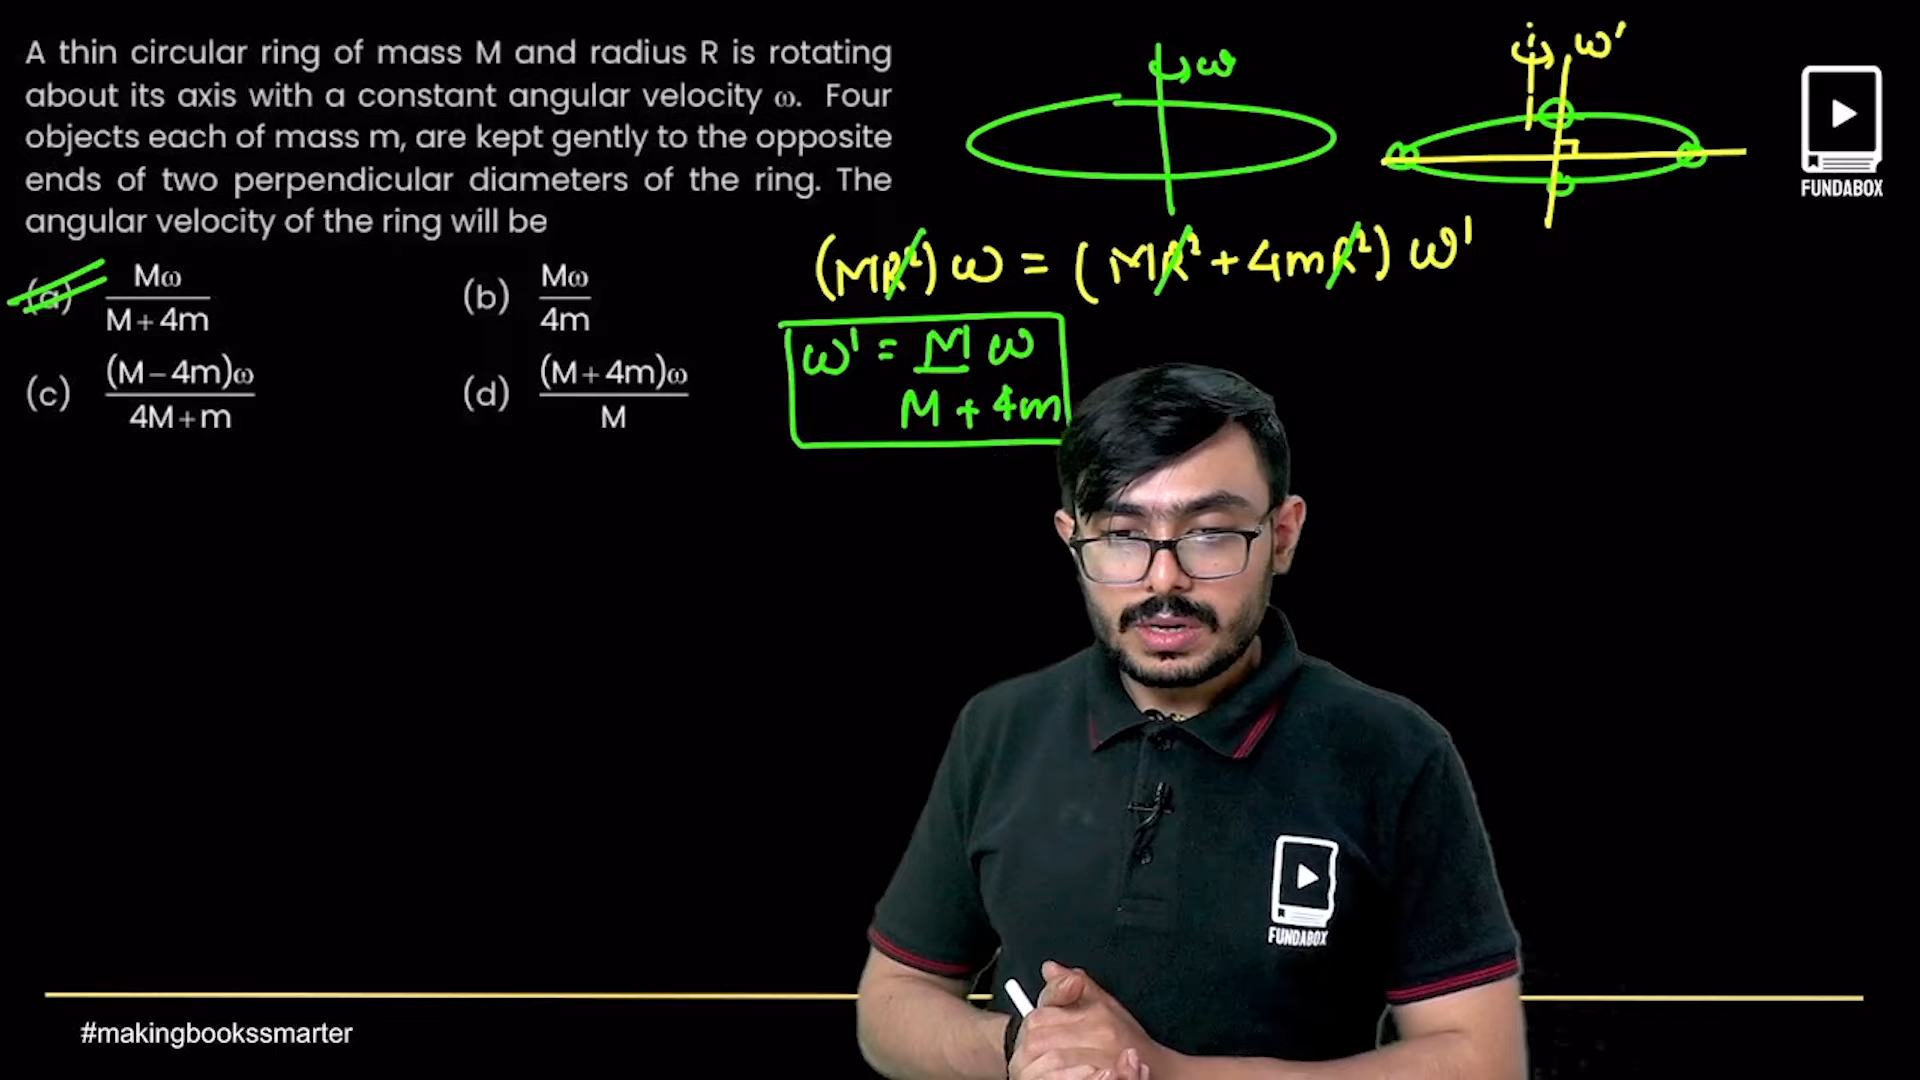 A thin circular ring of mass M and radius R is rotating
about its axis with a constant angular velocity ω. Four
objects each of mass m, are kept gently to the opposite
ends of two perpendicular diameters of the ring. The
angular velocity of the ring will be
(a) Mω / M + 4m
(b) Mω / 4m
(c) (M – 4m)ω / 4M + m
(d) (M + 4m)ω / M
ω
ω'
FUNDABOX
(MR²) ω = (MR² + 4mR²) ω'
ω' = M ω
M + 4m
FUNDABOX
#makingbookssmarter